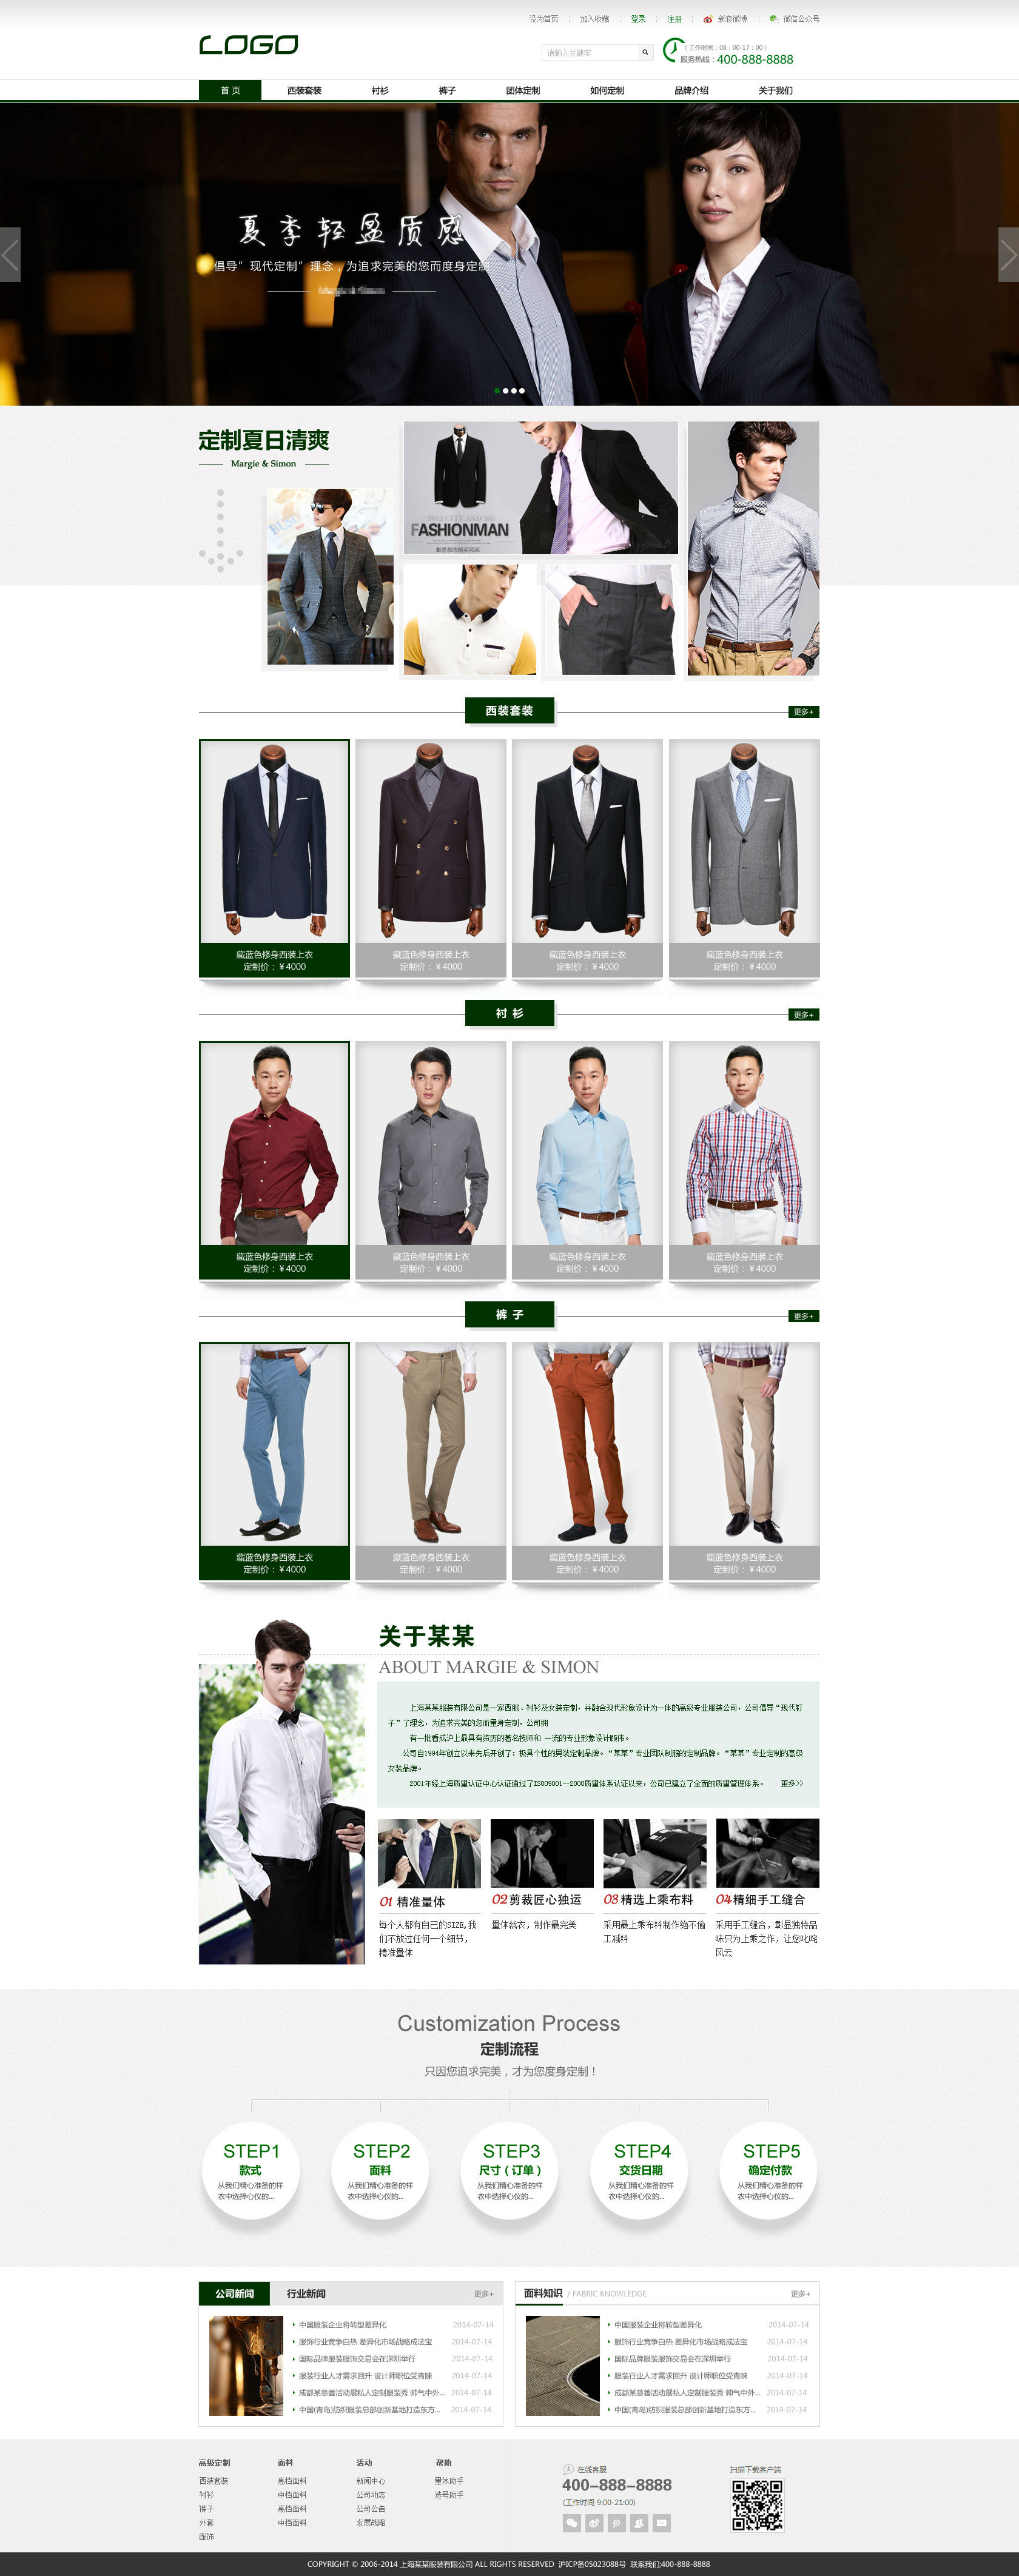 设为首页 加入收藏 登录 注册 新浪微博 微信公众号
LOGO
请输入关键字
（工作时间：08：00-17：00）
服务热线：400-888-8888
首 页 西装套装 衬衫 裤子 团体定制 如何定制 品牌介绍 关于我们
夏季轻盈质感
倡导“现代定制”理念，为追求完美的您而度身定制
定制夏日清爽
Margie & Simon
FASHIONMAN
彰显都市精英风采
西装套装
更多+
藏蓝色修身西装上衣 藏蓝色修身西装上衣 藏蓝色修身西装上衣 藏蓝色修身西装上衣
定制价：￥4000 定制价：￥4000 定制价：￥4000 定制价：￥4000
衬 衫
更多+
藏蓝色修身西装上衣 藏蓝色修身西装上衣 藏蓝色修身西装上衣 藏蓝色修身西装上衣
定制价：￥4000 定制价：￥4000 定制价：￥4000 定制价：￥4000
裤 子
更多+
藏蓝色修身西装上衣 藏蓝色修身西装上衣 藏蓝色修身西装上衣 藏蓝色修身西装上衣
定制价：￥4000 定制价：￥4000 定制价：￥4000 定制价：￥4000
关于某某
ABOUT MARGIE & SIMON
上海某某服装有限公司是一家西服、衬衫及女装定制，并融合现代形象设计为一体的高级专业服装公司，公司倡导“现代钉
子”了理念，为追求完美的您而量身定制，公司拥
有一批看成沪上最具有资历的著名技师和 一流的专业形象设计顾伟。
公司自1994年创立以来先后开创了：极具个性的男装定制品牌。“某某”专业团队制服的定制品牌。“某某”专业定制的高级
女装品牌。
2001年经上海质量认证中心认证通过了ISO09001--2000质量体系认证以来，公司已建立了全面的质量管理体系。 更多>>
01 精准量体 02 剪裁匠心独运 03 精选上乘布料 04 精细手工缝合
每个人都有自己的SIZE,我
们不放过任何一个细节，
精准量体
量体裁衣，制作最完美
采用最上乘布料制作绝不偷
工减料
采用手工缝合，彰显独特品
味只为上乘之作，让您叱咤
风云
Customization Process
定制流程
只因您追求完美，才为您度身定制！
STEP1 STEP2 STEP3 STEP4 STEP5
款式 面料 尺寸（订单） 交货日期 确定付款
从我们精心准备的样 从我们精心准备的样 从我们精心准备的样 从我们精心准备的样 从我们精心准备的样
衣中选择心仪的... 衣中选择心仪的... 衣中选择心仪的... 衣中选择心仪的... 衣中选择心仪的...
公司新闻 行业新闻 更多+
中国服装企业将转型差异化 2014-07-14
服饰行业竞争白热 差异化市场战略成法宝 2014-07-14
国际品牌服装服饰交易会在深圳举行 2014-07-14
服装行业人才需求回升 设计师职位受青睐 2014-07-14
成都某慈善活动展私人定制服装秀 帅气中外... 2014-07-14
中国(青岛)纺织服装总部创新基地打造东方... 2014-07-14
面料知识 / FABRIC KNOWLEDGE 更多+
中国服装企业将转型差异化 2014-07-14
服饰行业竞争白热 差异化市场战略成法宝 2014-07-14
国际品牌服装服饰交易会在深圳举行 2014-07-14
服装行业人才需求回升 设计师职位受青睐 2014-07-14
成都某慈善活动展私人定制服装秀 帅气中外... 2014-07-14
中国(青岛)纺织服装总部创新基地打造东方... 2014-07-14
高级定制 面料 活动 帮助
西装套装 高档面料 新闻中心 量体助手
衬衫 中档面料 公司动态 选号助手
裤子 高档面料 公司公告
外套 中档面料 发展战略
配饰
在线客服
400-888-8888
(工作时间 9:00-21:00)
扫描下载客户端
COPYRIGHT © 2006-2014 上海某某服装有限公司 ALL RIGHTS RESERVED 沪ICP备05023088号 联系我们:400-888-8888